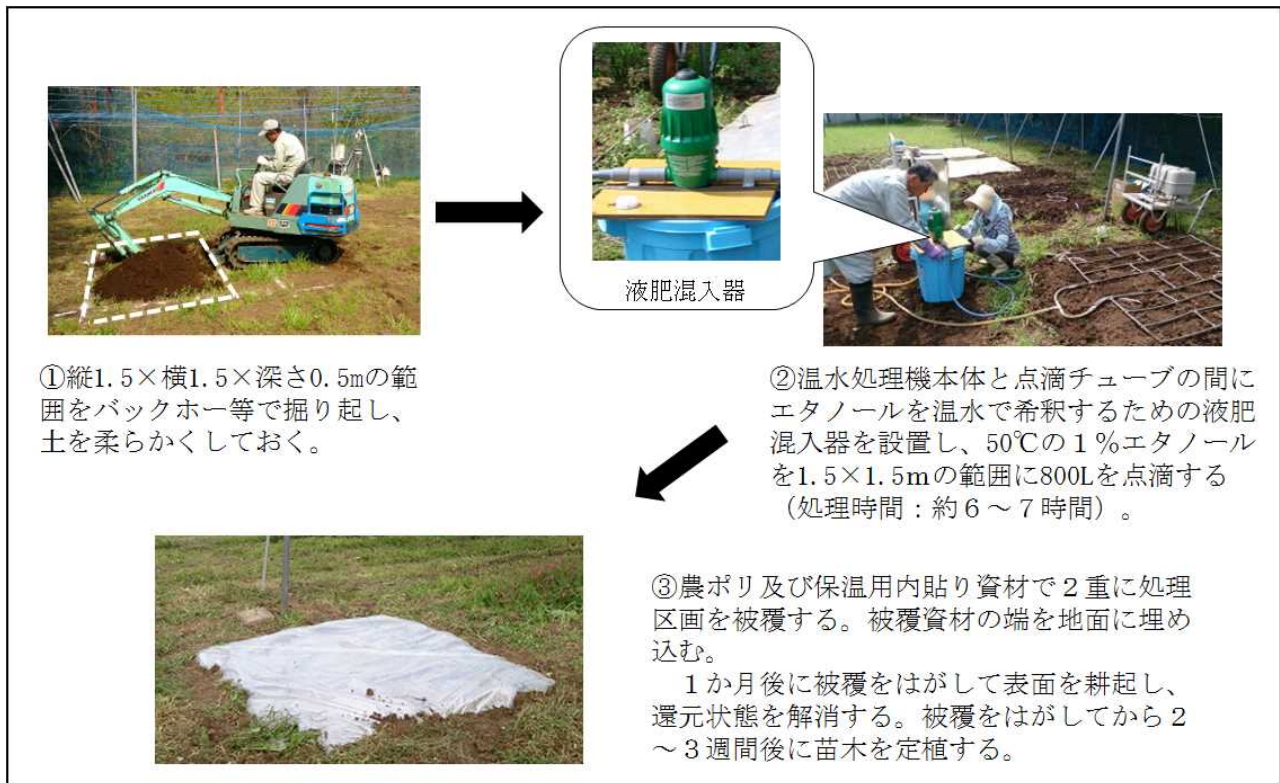 液肥混入器
①縦1.5×横1.5×深さ0.5mの範
囲をバックホー等で掘り起し、
土を柔らかくしておく。
②温水処理機本体と点滴チューブの間に
エタノールを温水で希釈するための液肥
混入器を設置し、50℃の１％エタノール
を1.5×1.5ｍの範囲に800Lを点滴する
（処理時間：約６～７時間）。
③農ポリ及び保温用内貼り資材で２重に処理
区画を被覆する。被覆資材の端を地面に埋め
込む。
　１か月後に被覆をはがして表面を耕起し、
還元状態を解消する。被覆をはがしてから２
～３週間後に苗木を定植する。